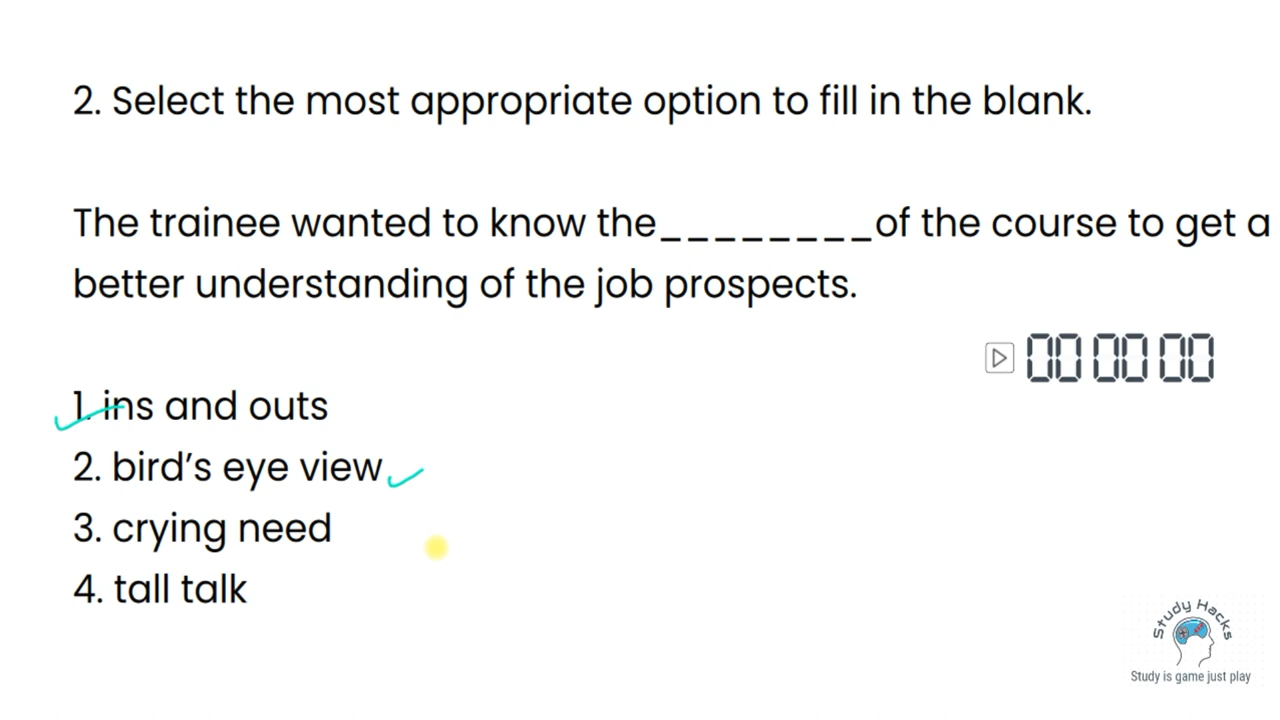 2. Select the most appropriate option to fill in the blank.
The trainee wanted to know the________of the course to get a
better understanding of the job prospects.
00 00 00
1. ins and outs
2. bird's eye view
3. crying need
4. tall talk
Study Hacks
Study is game just play